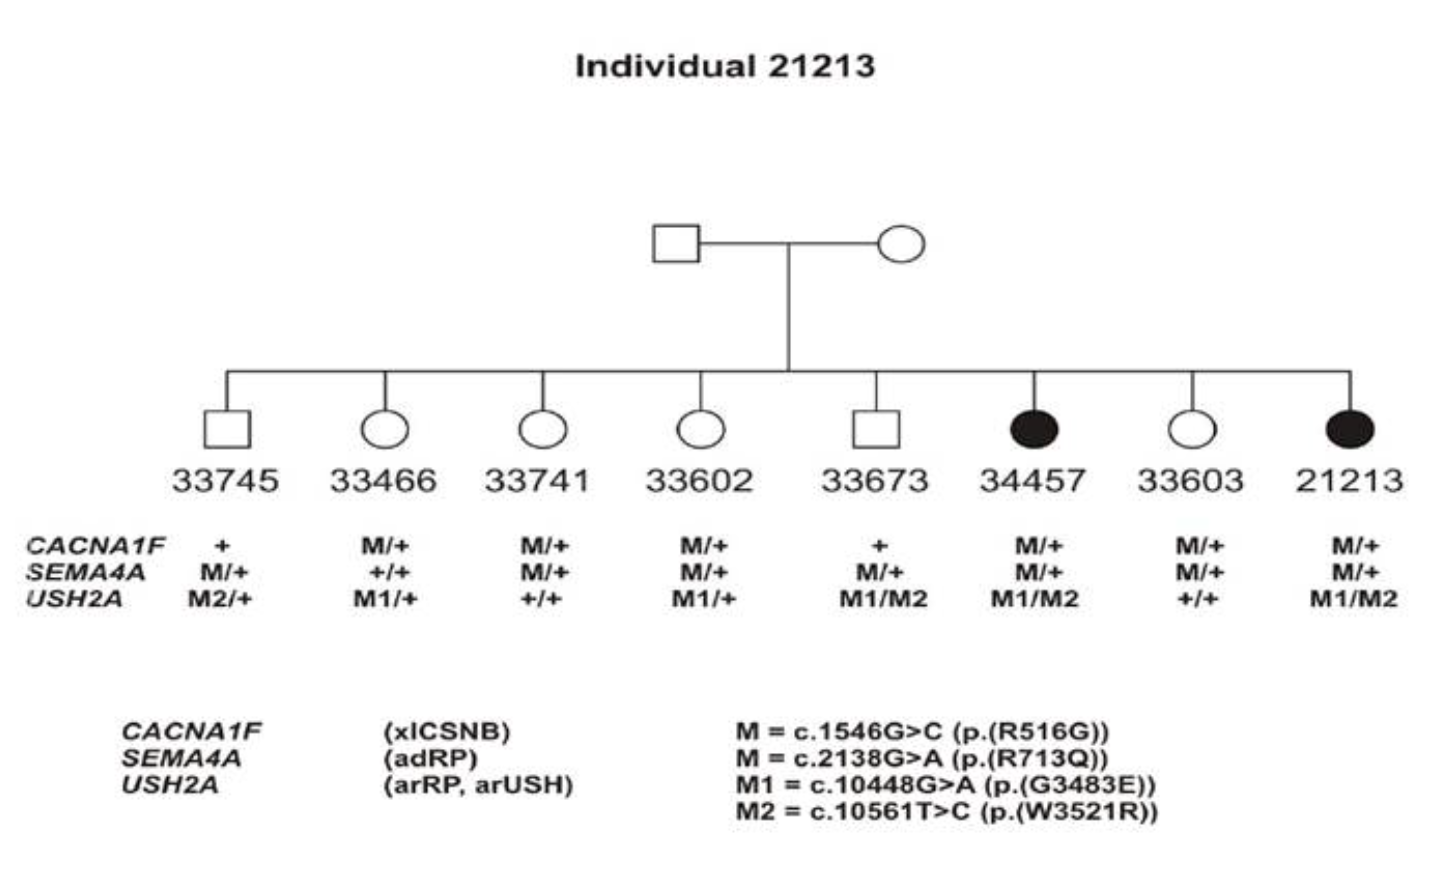 Individual 21213
33745 33466 33741 33602 33673 34457 33603 21213
CACNA1F + M/+ M/+ M/+ + M/+ M/+ M/+
SEMA4A M/+ +/+ M/+ M/+ M/+ M/+ M/+ M/+
USH2A M2/+ M1/+ +/+ M1/+ M1/M2 M1/M2 +/+ M1/M2
CACNA1F (xlCSNB) M = c.1546G>C (p.(R516G))
SEMA4A (adRP) M = c.2138G>A (p.(R713Q))
USH2A (arRP, arUSH) M1 = c.10448G>A (p.(G3483E))
M2 = c.10561T>C (p.(W3521R))